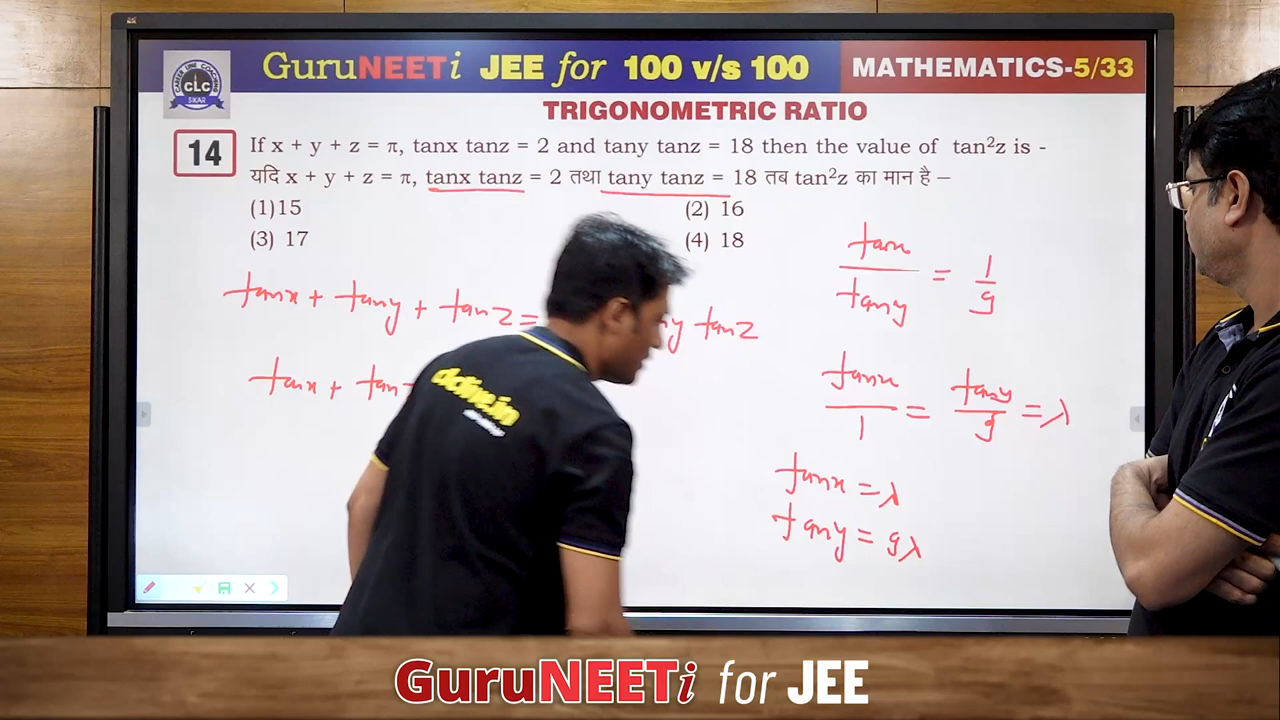 GuruNEETi JEE for 100 v/s 100 MATHEMATICS-5/33
CAREER LINE COACHING
CLC
SIKAR
TRIGONOMETRIC RATIO
14 If x + y + z = π, tanx tanz = 2 and tany tanz = 18 then the value of tan²z is -
यदि x + y + z = π, tanx tanz = 2 तथा tany tanz = 18 तब tan²z का मान है –
(1) 15 (2) 16
(3) 17 (4) 18
tanx + tany + tanz = y tanz
tanx + tan
tanx / tany = 1/9
tanx / 1 = tany / 9 = λ
tanx = λ
tany = 9λ
GuruNEETi for JEE